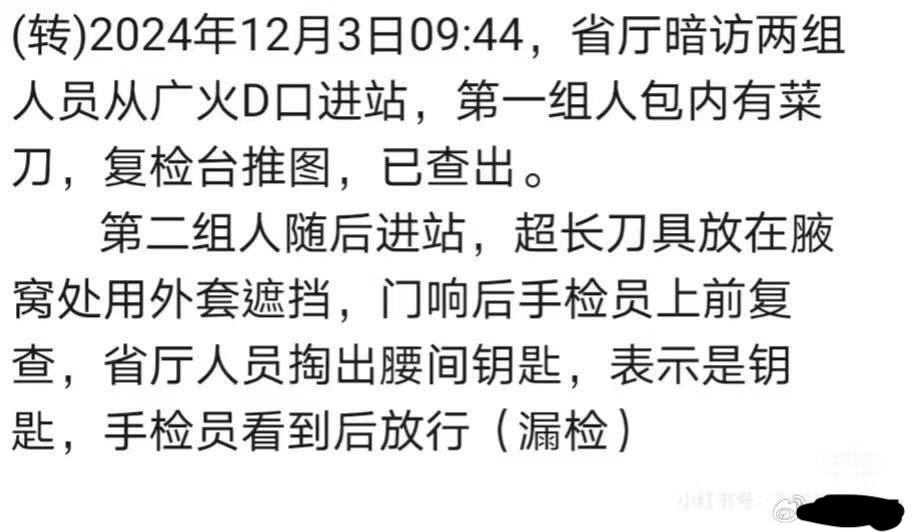 (转)2024年12月3日09:44，省厅暗访两组
人员从广火D口进站，第一组人包内有菜
刀，复检台推图，已查出。
第二组人随后进站，超长刀具放在腋
窝处用外套遮挡，门响后手检员上前复
查，省厅人员掏出腰间钥匙，表示是钥
匙，手检员看到后放行（漏检）
小红书号：